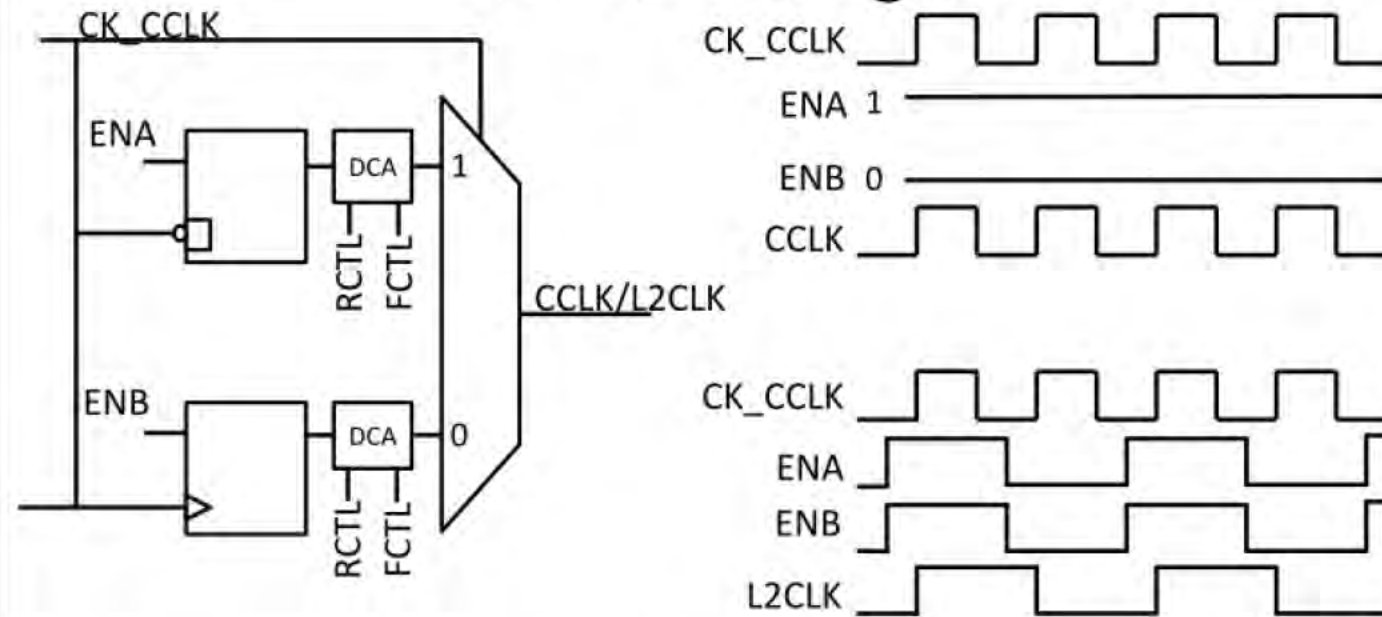 CK_CCLK
ENA
DCA
1
RCTL
FCTL
CCLK/L2CLK
ENB
DCA
0
RCTL
FCTL
CK_CCLK
ENA 1
ENB 0
CCLK
CK_CCLK
ENA
ENB
L2CLK